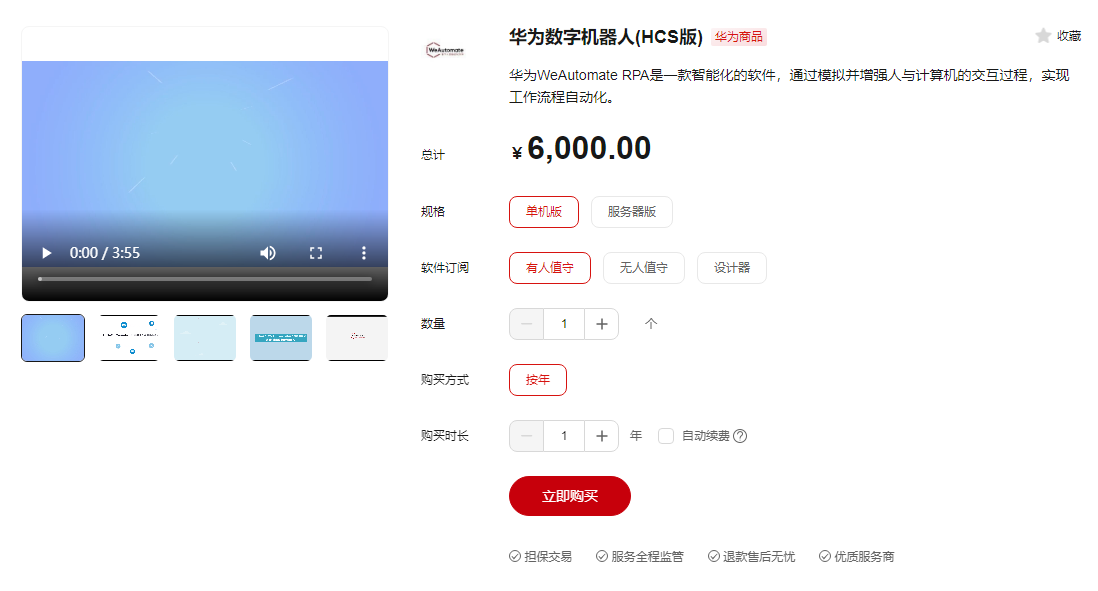 WeAutomate
华为数字机器人(HCS版) 华为商品
收藏
华为WeAutomate RPA是一款智能化的软件，通过模拟并增强人与计算机的交互过程，实现
工作流程自动化。
总计 ¥ 6,000.00
规格 单机版 服务器版
0:00 / 3:55
软件订阅 有人值守 无人值守 设计器
数量 − 1 + 个
购买方式 按年
购买时长 − 1 + 年 自动续费
立即购买
担保交易 服务全程监管 退款售后无忧 优质服务商